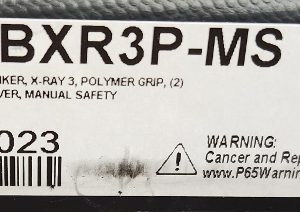 BXR3P-MS
KER, X-RAY 3, POLYMER GRIP, (2)
VER, MANUAL SAFETY
023
WARNING:
Cancer and Rep
www.P65Warnin